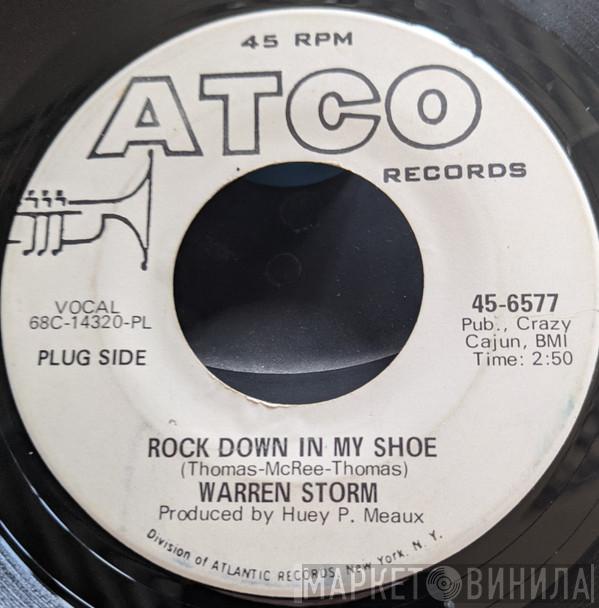 45 RPM
ATCO
RECORDS
VOCAL
68C-14320-PL
PLUG SIDE
45-6577
Pub., Crazy
Cajun, BMI
Time: 2:50
ROCK DOWN IN MY SHOE
(Thomas-McRee-Thomas)
WARREN STORM
Produced by Huey P. Meaux
Division of ATLANTIC RECORDS, New York, N. Y.
МАРКЕТ ВИНИЛА